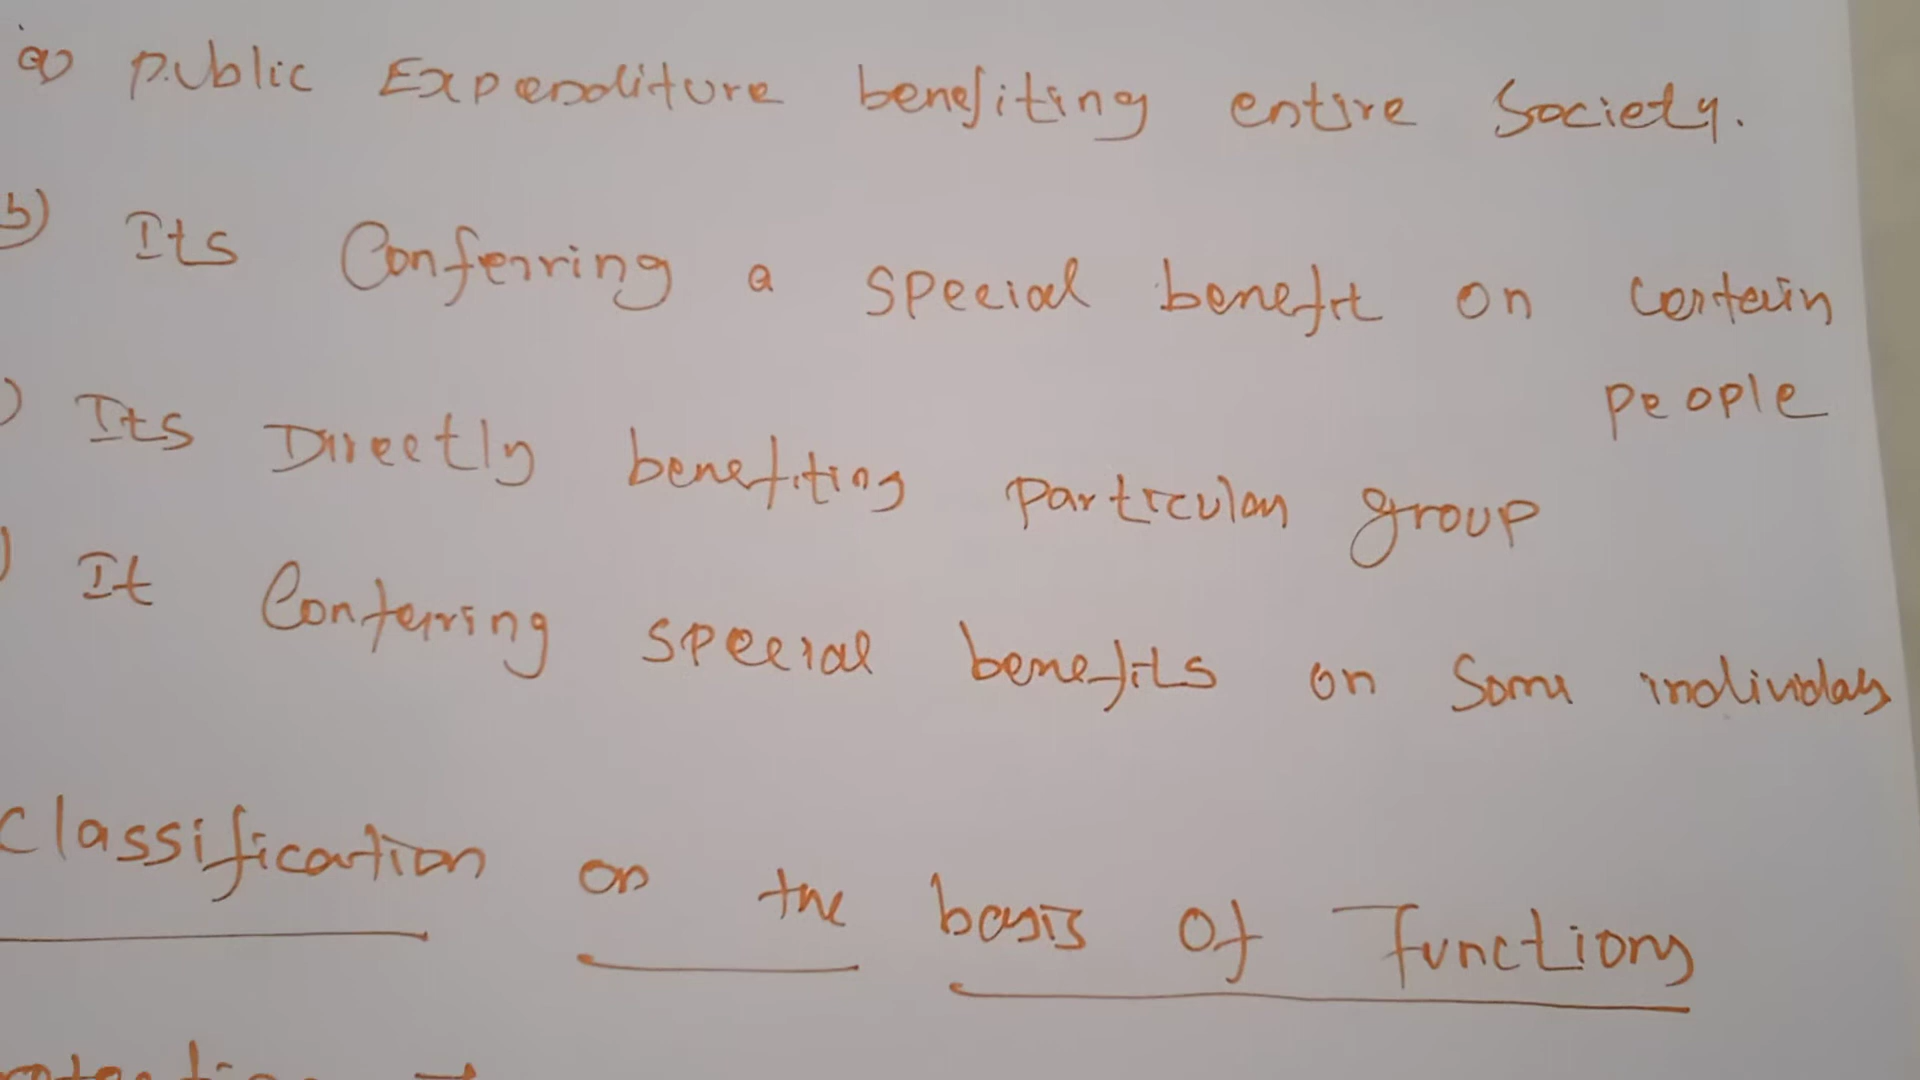 a) Public Expenditure benefiting entire Society.
b) Its Conferring a special benefit on certain
people
) Its Directly benefiting particular group
) It Conferring special benefits on Some individals
Classification on the basis of Functions